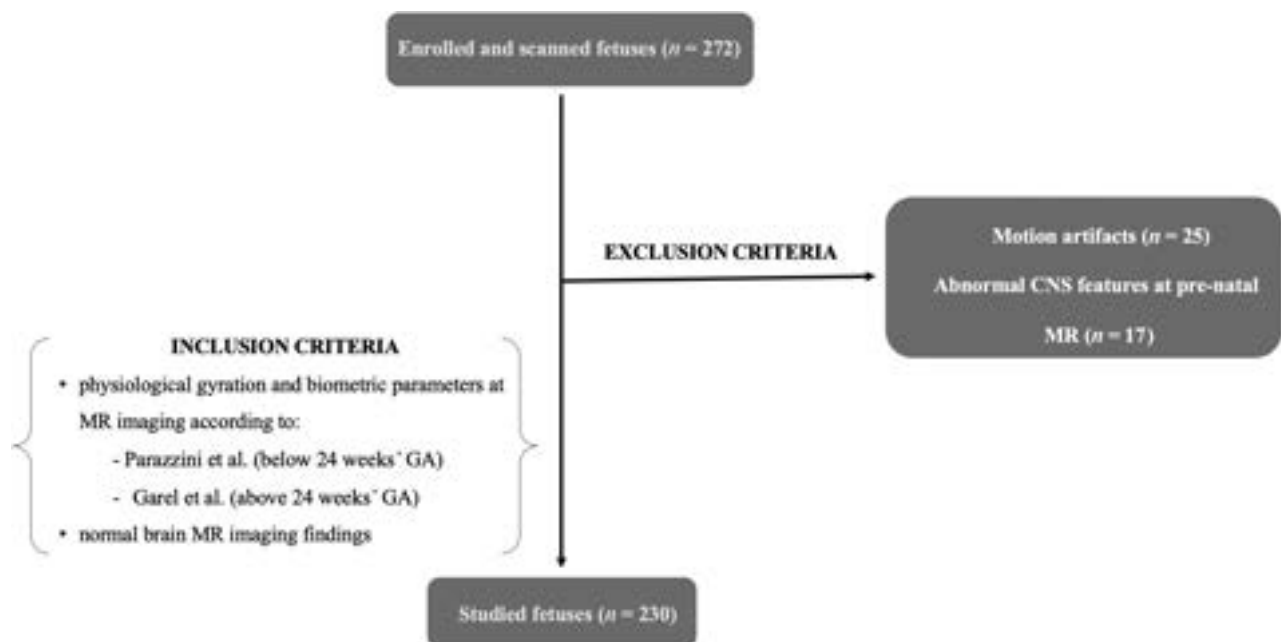 Enrolled and scanned fetuses (n = 272)
EXCLUSION CRITERIA
Motion artifacts (n = 25)
Abnormal CNS features at pre-natal
MR (n = 17)
INCLUSION CRITERIA
• physiological gyration and biometric parameters at
MR imaging according to:
- Parazzini et al. (below 24 weeks' GA)
- Garel et al. (above 24 weeks' GA)
• normal brain MR imaging findings
Studied fetuses (n = 230)